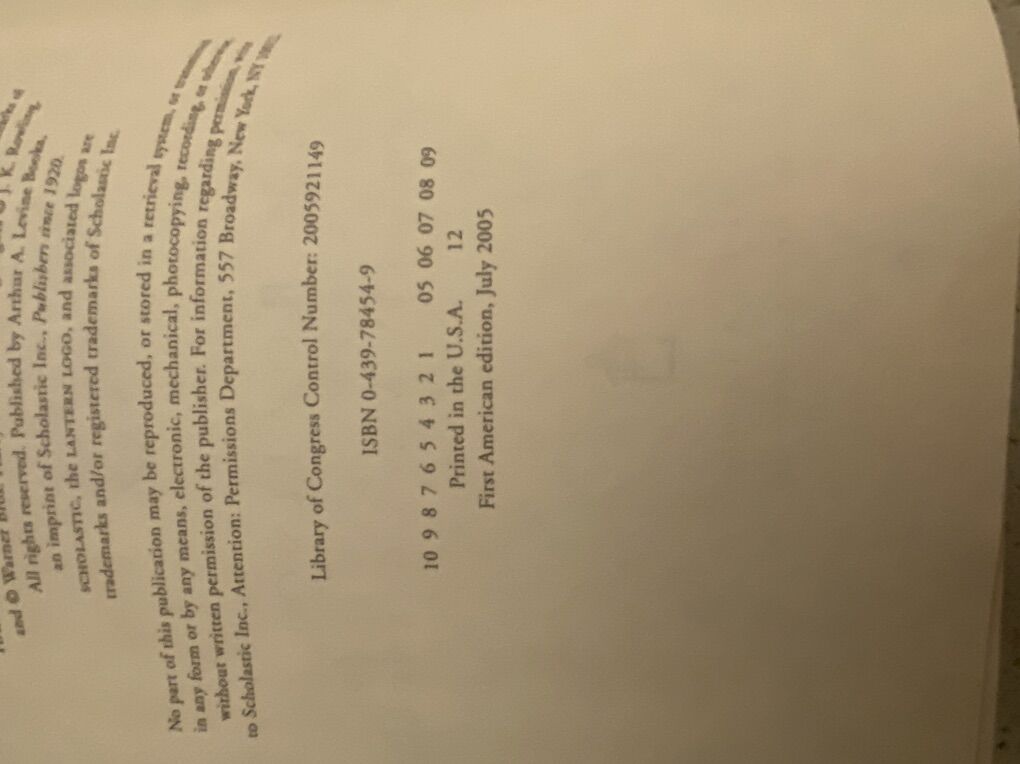 and © Warner Bros.
All rights reserved. Published by Arthur A. Levine Books,
an imprint of Scholastic Inc., Publishers since 1920.
SCHOLASTIC, the LANTERN LOGO, and associated logos are
trademarks and/or registered trademarks of Scholastic Inc.
No part of this publication may be reproduced, or stored in a retrieval system, or transmitted
in any form or by any means, electronic, mechanical, photocopying, recording, or otherwise,
without written permission of the publisher. For information regarding permission, write
to Scholastic Inc., Attention: Permissions Department, 557 Broadway, New York, NY
Library of Congress Control Number: 2005921149
ISBN 0-439-78454-9
10 9 8 7 6 5 4 3 2 1 05 06 07 08 09
Printed in the U.S.A. 12
First American edition, July 2005